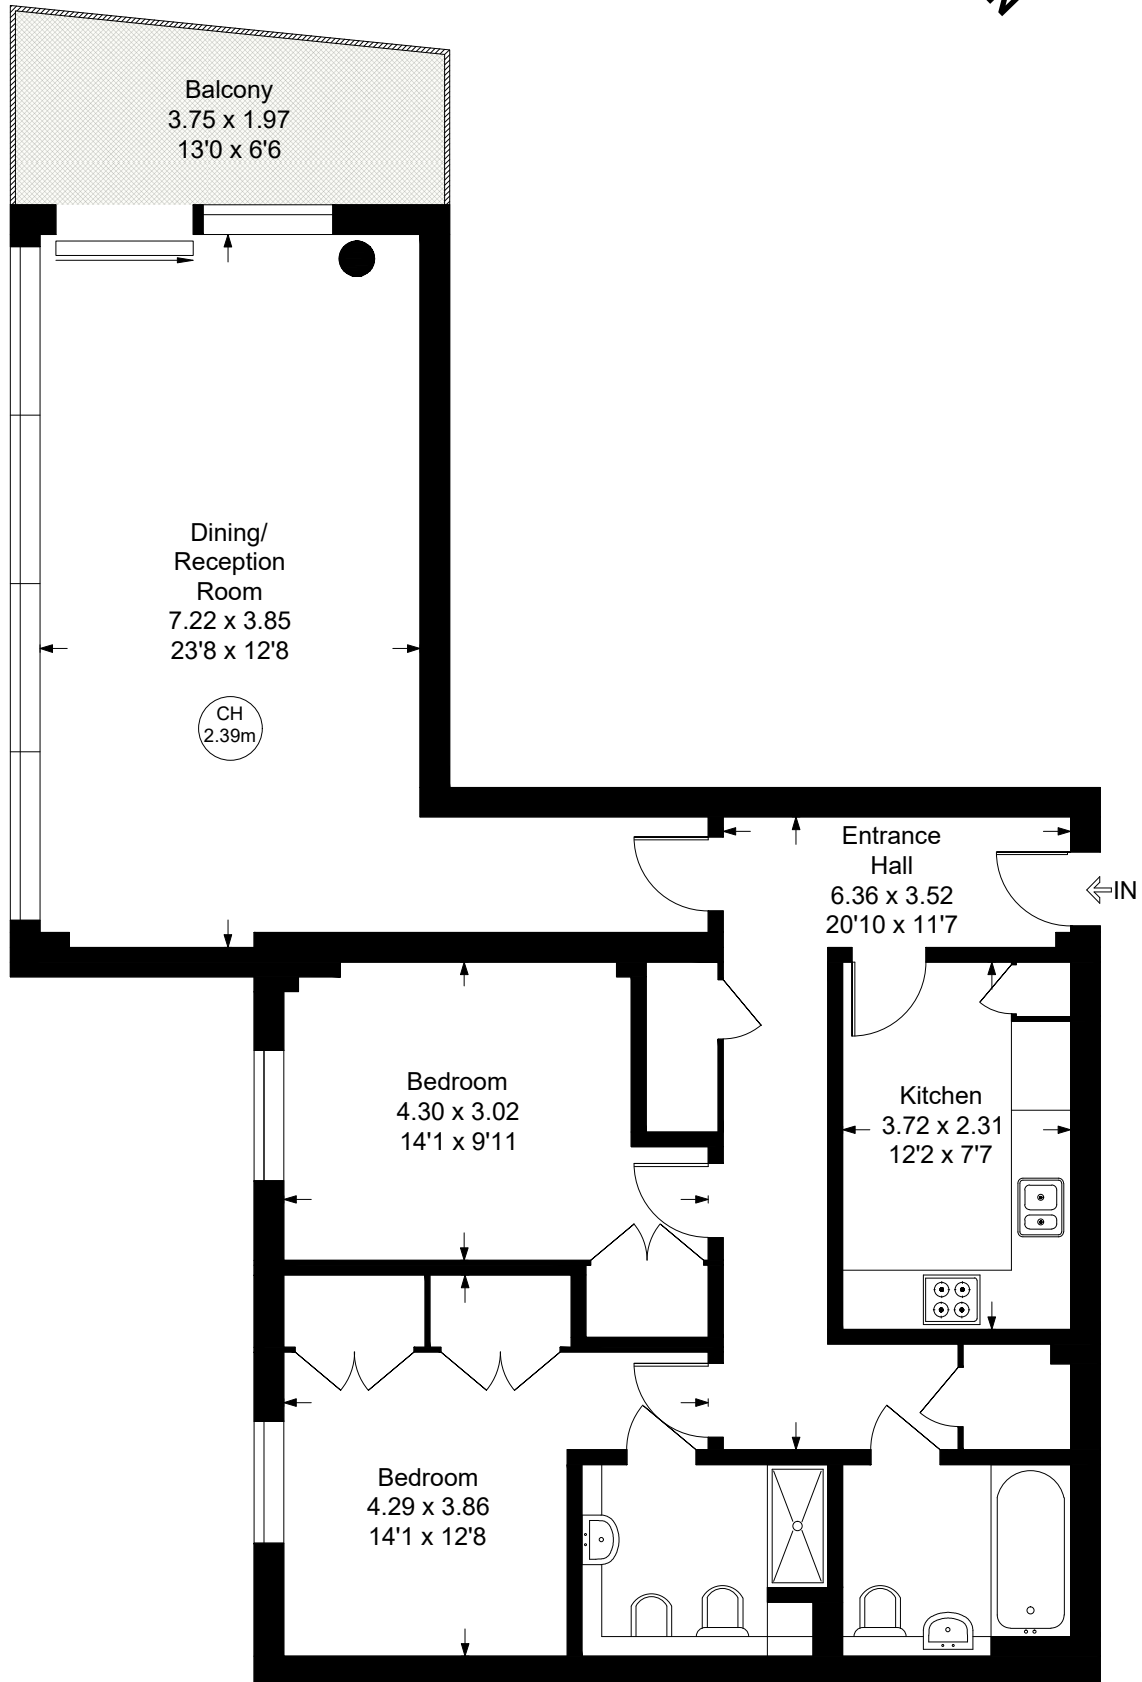 N
Balcony
3.75 x 1.97
13'0 x 6'6
Dining/
Reception
Room
7.22 x 3.85
23'8 x 12'8
CH
2.39m
Entrance
Hall
6.36 x 3.52
20'10 x 11'7
IN
Bedroom
4.30 x 3.02
14'1 x 9'11
Kitchen
3.72 x 2.31
12'2 x 7'7
Bedroom
4.29 x 3.86
14'1 x 12'8